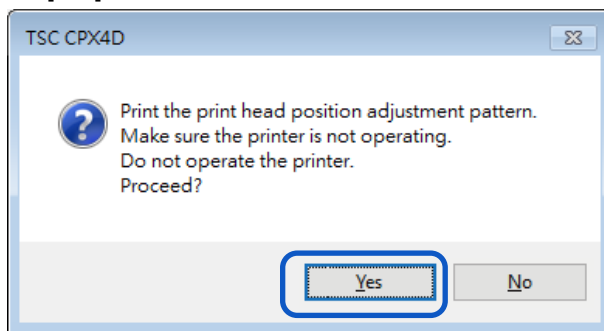 TSC CPX4D
Print the print head position adjustment pattern.
Make sure the printer is not operating.
Do not operate the printer.
Proceed?
Yes
No